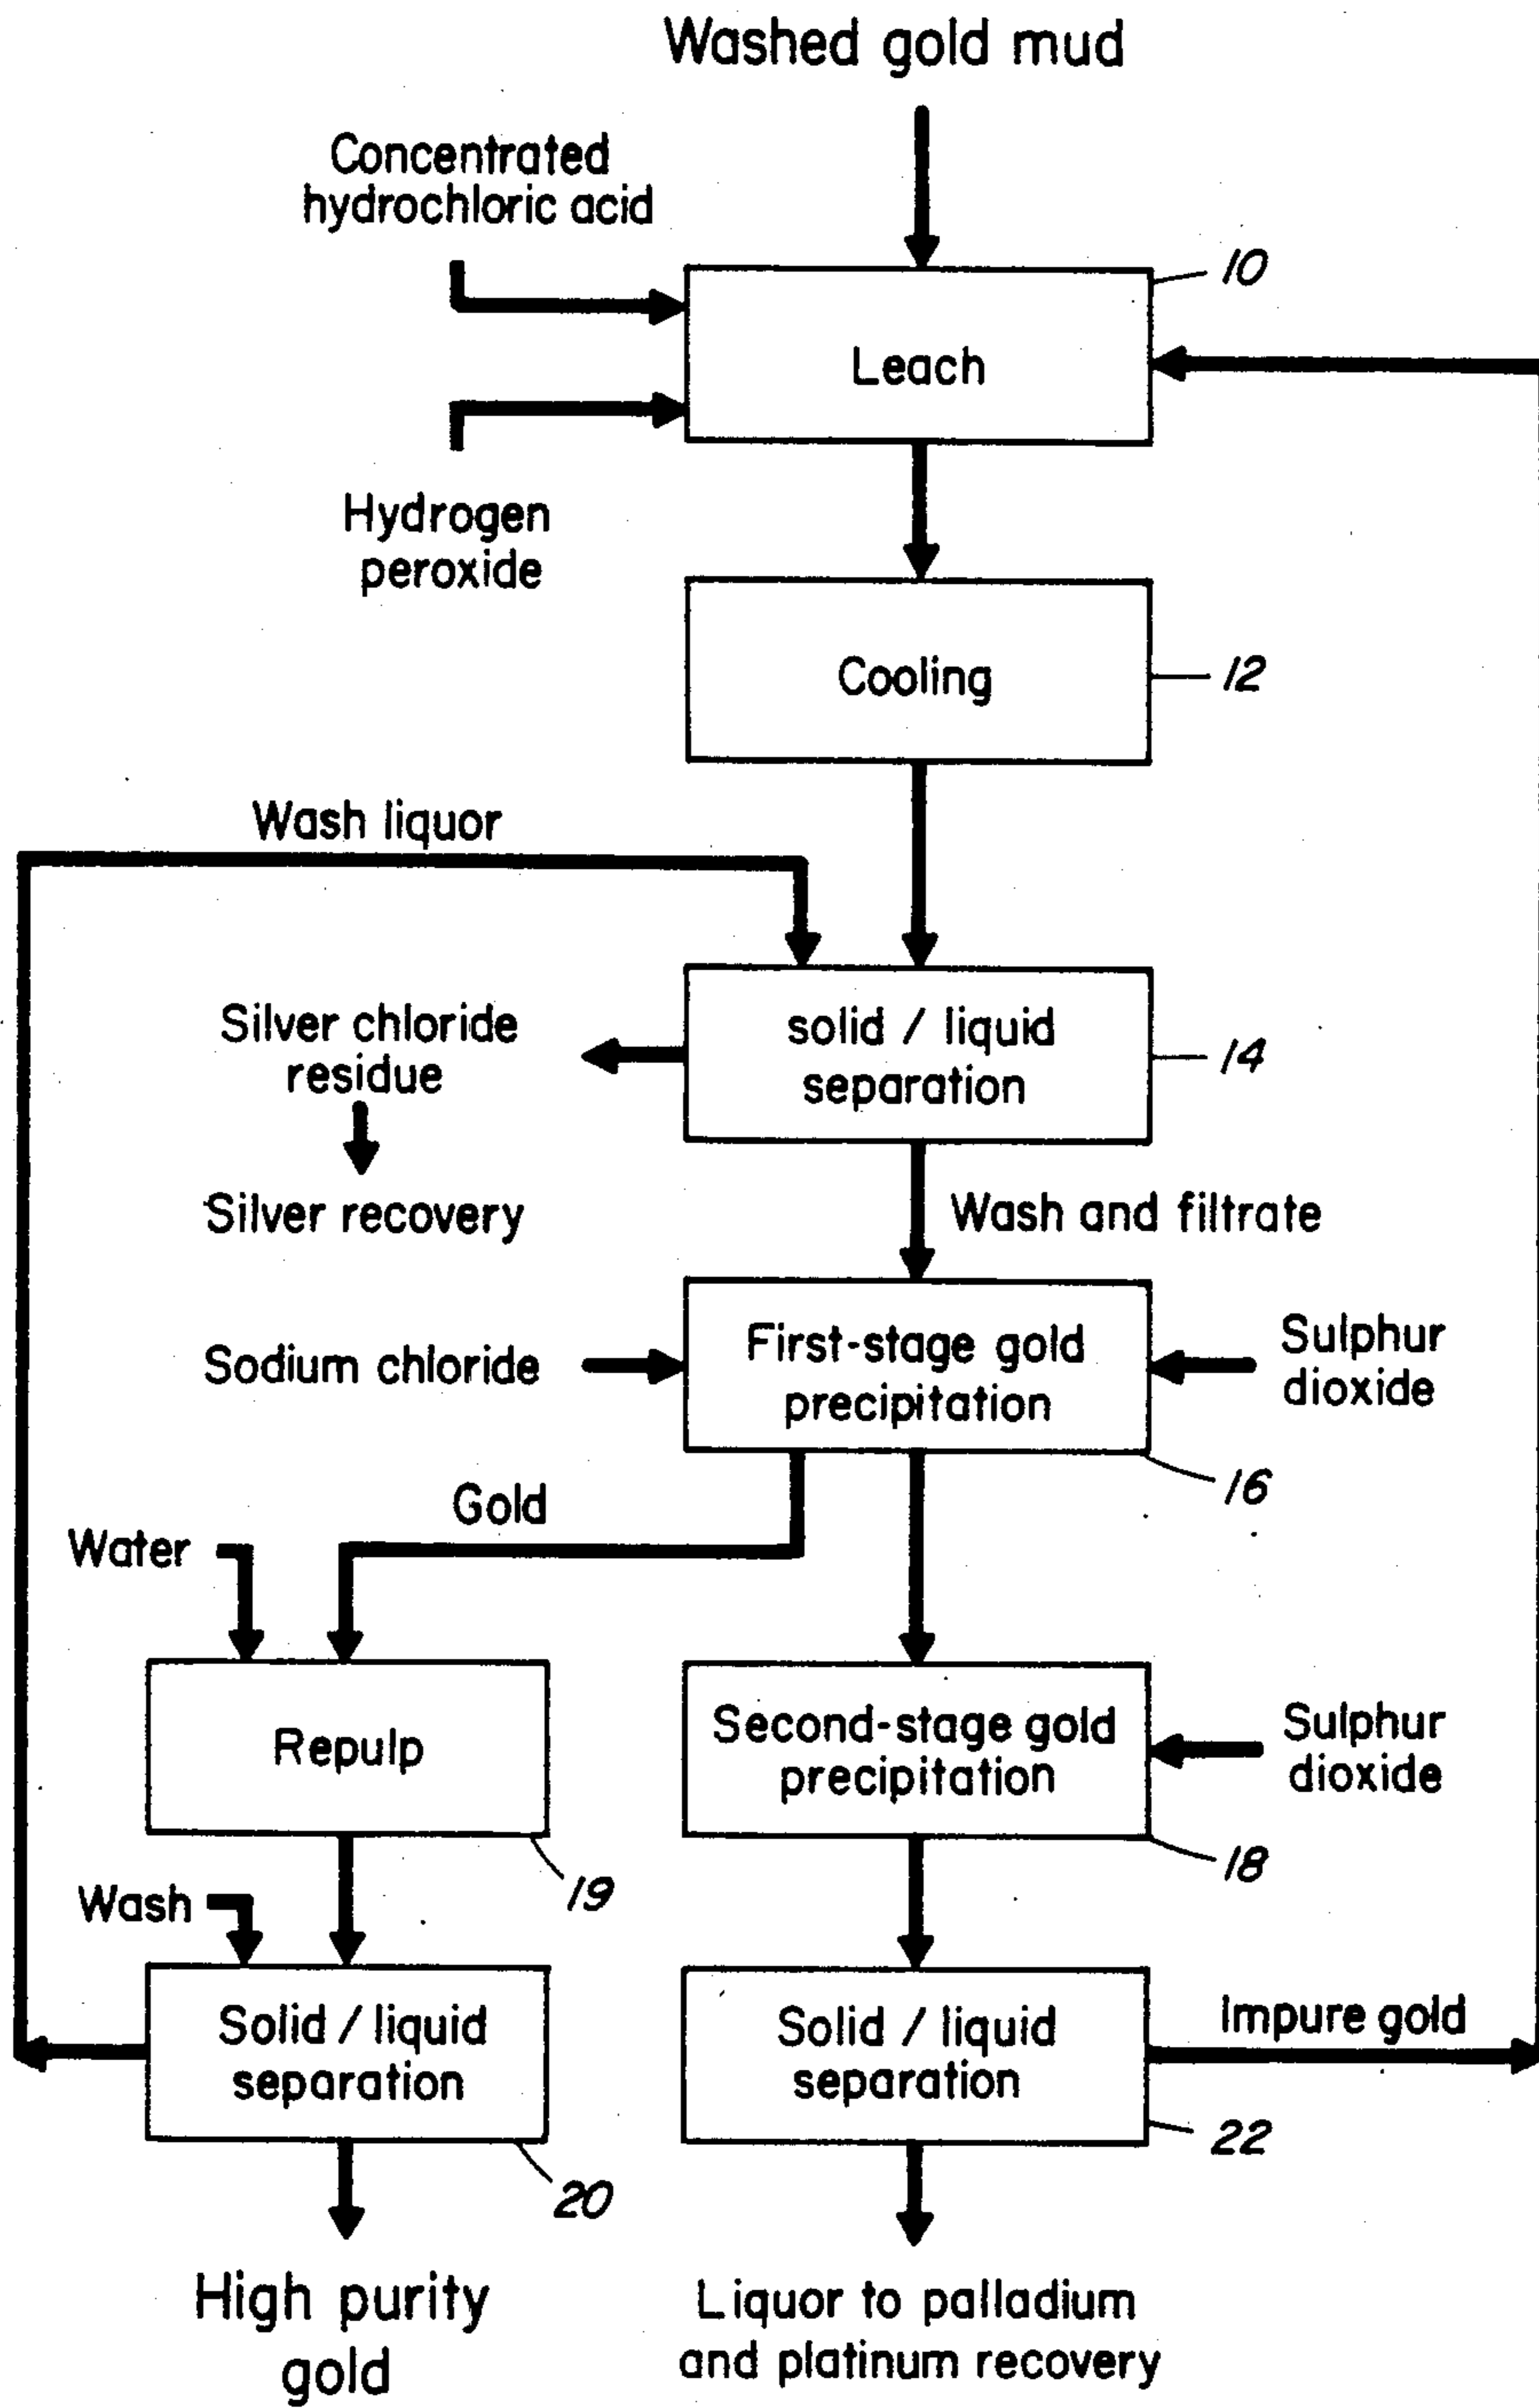 Washed gold mud
Concentrated
hydrochloric acid
10
Leach
Hydrogen
peroxide
Cooling
12
Wash liquor
Silver chloride
residue
solid / liquid
separation
14
Silver recovery
Wash and filtrate
Sodium chloride
First-stage gold
precipitation
Sulphur
dioxide
16
Gold
Water
Repulp
19
Second-stage gold
precipitation
Sulphur
dioxide
18
Wash
Solid / liquid
separation
20
Solid / liquid
separation
Impure gold
22
High purity
gold
Liquor to palladium
and platinum recovery